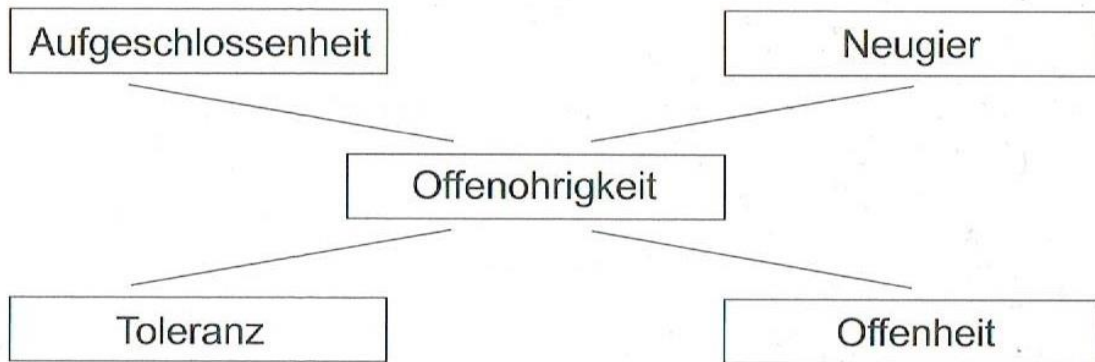 Aufgeschlossenheit
Neugier
Offenohrigkeit
Toleranz
Offenheit